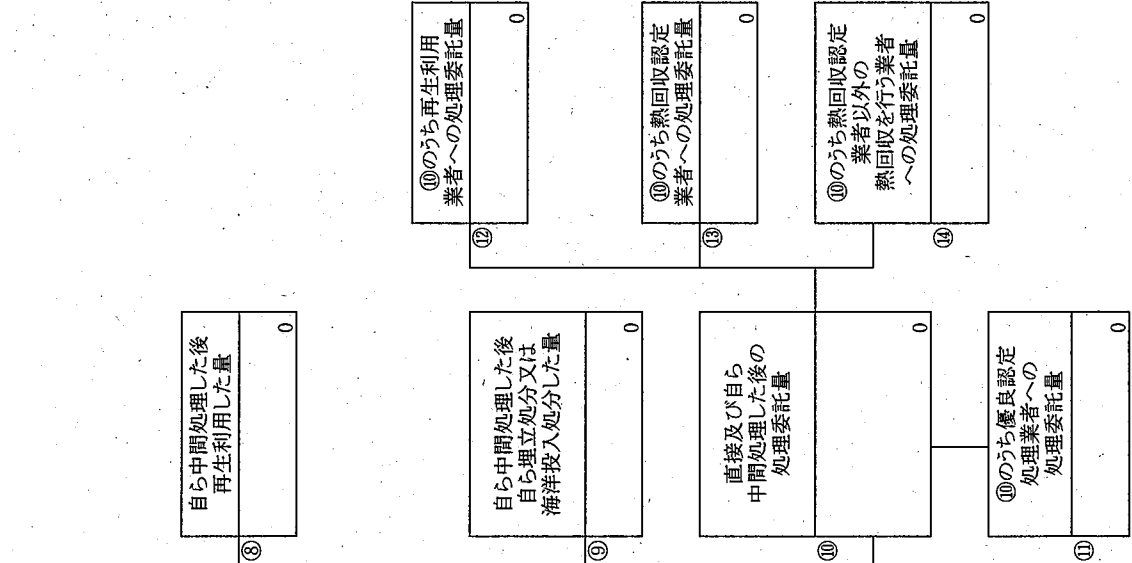 ⑧
自ら中間処理した後
再生利用した量
0
⑨
自ら中間処理した後
自ら埋立処分又は
海洋投入処分した量
0
⑩
直接及び自ら
中間処理した後の
処理委託量
0
⑪
⑩のうち優良認定
処理業者への
処理委託量
0
⑫
⑩のうち再生利用
業者への処理委託量
0
⑬
⑩のうち熱回収認定
業者への処理委託量
0
⑭
⑩のうち熱回収認定
業者以外の
熱回収を行う業者
への処理委託量
0